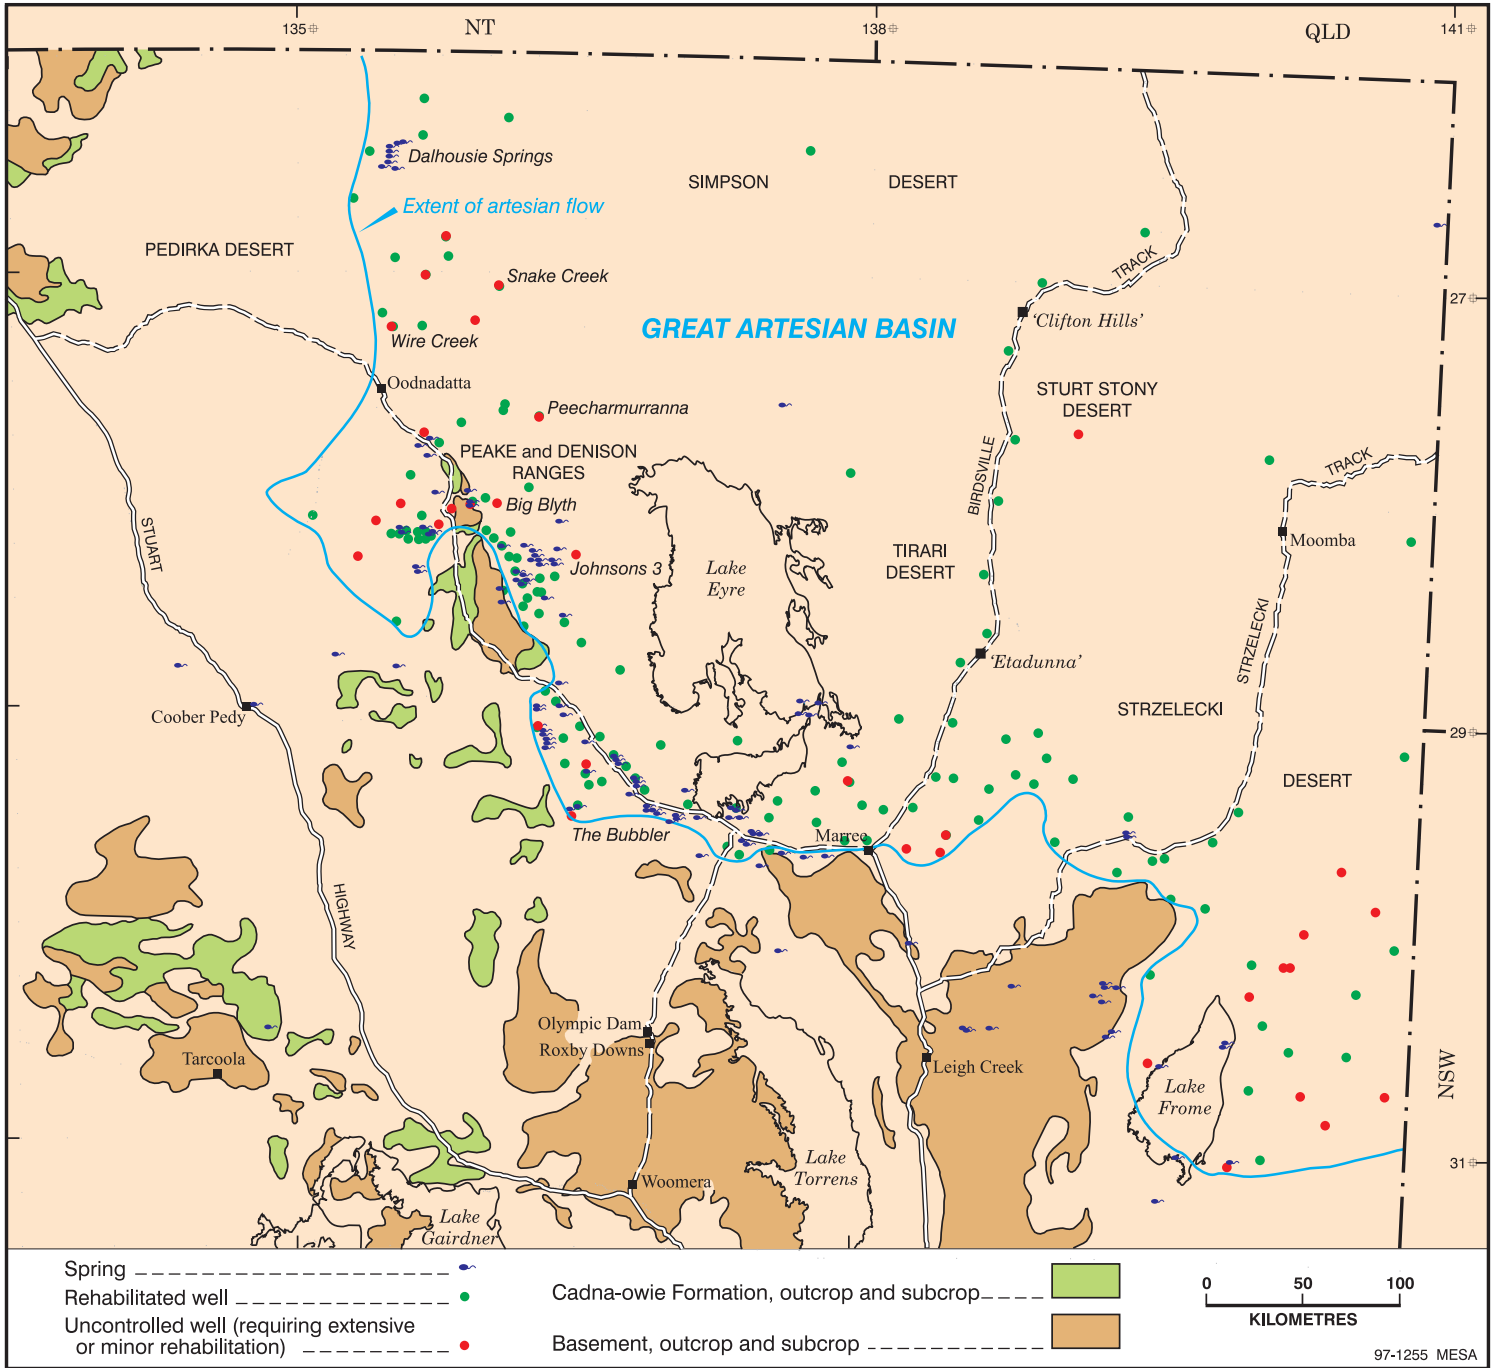 135
NT
138
QLD
141
Dalhousie Springs
SIMPSON DESERT
Extent of artesian flow
PEDIRKA DESERT
TRACK
Snake Creek
27
'Clifton Hills'
GREAT ARTESIAN BASIN
Wire Creek
Oodnadatta
STURT STONY
DESERT
Peecharmurranna
PEAKE and DENISON
RANGES
BIRDSVILLE
TRACK
Big Blyth
STUART
Moomba
TIRARI
DESERT
Johnsons 3
Lake
Eyre
STRZELECKI
'Etadunna'
Coober Pedy
STRZELECKI
29
DESERT
The Bubbler
Marree
HIGHWAY
Olympic Dam
Roxby Downs
Tarcoola
Leigh Creek
Lake
Frome
NSW
Lake
Torrens
31
Woomera
Lake
Gairdner
Spring
Rehabilitated well
Uncontrolled well (requiring extensive
or minor rehabilitation)
Cadna-owie Formation, outcrop and subcrop
Basement, outcrop and subcrop
0 50 100
KILOMETRES
97-1255 MESA